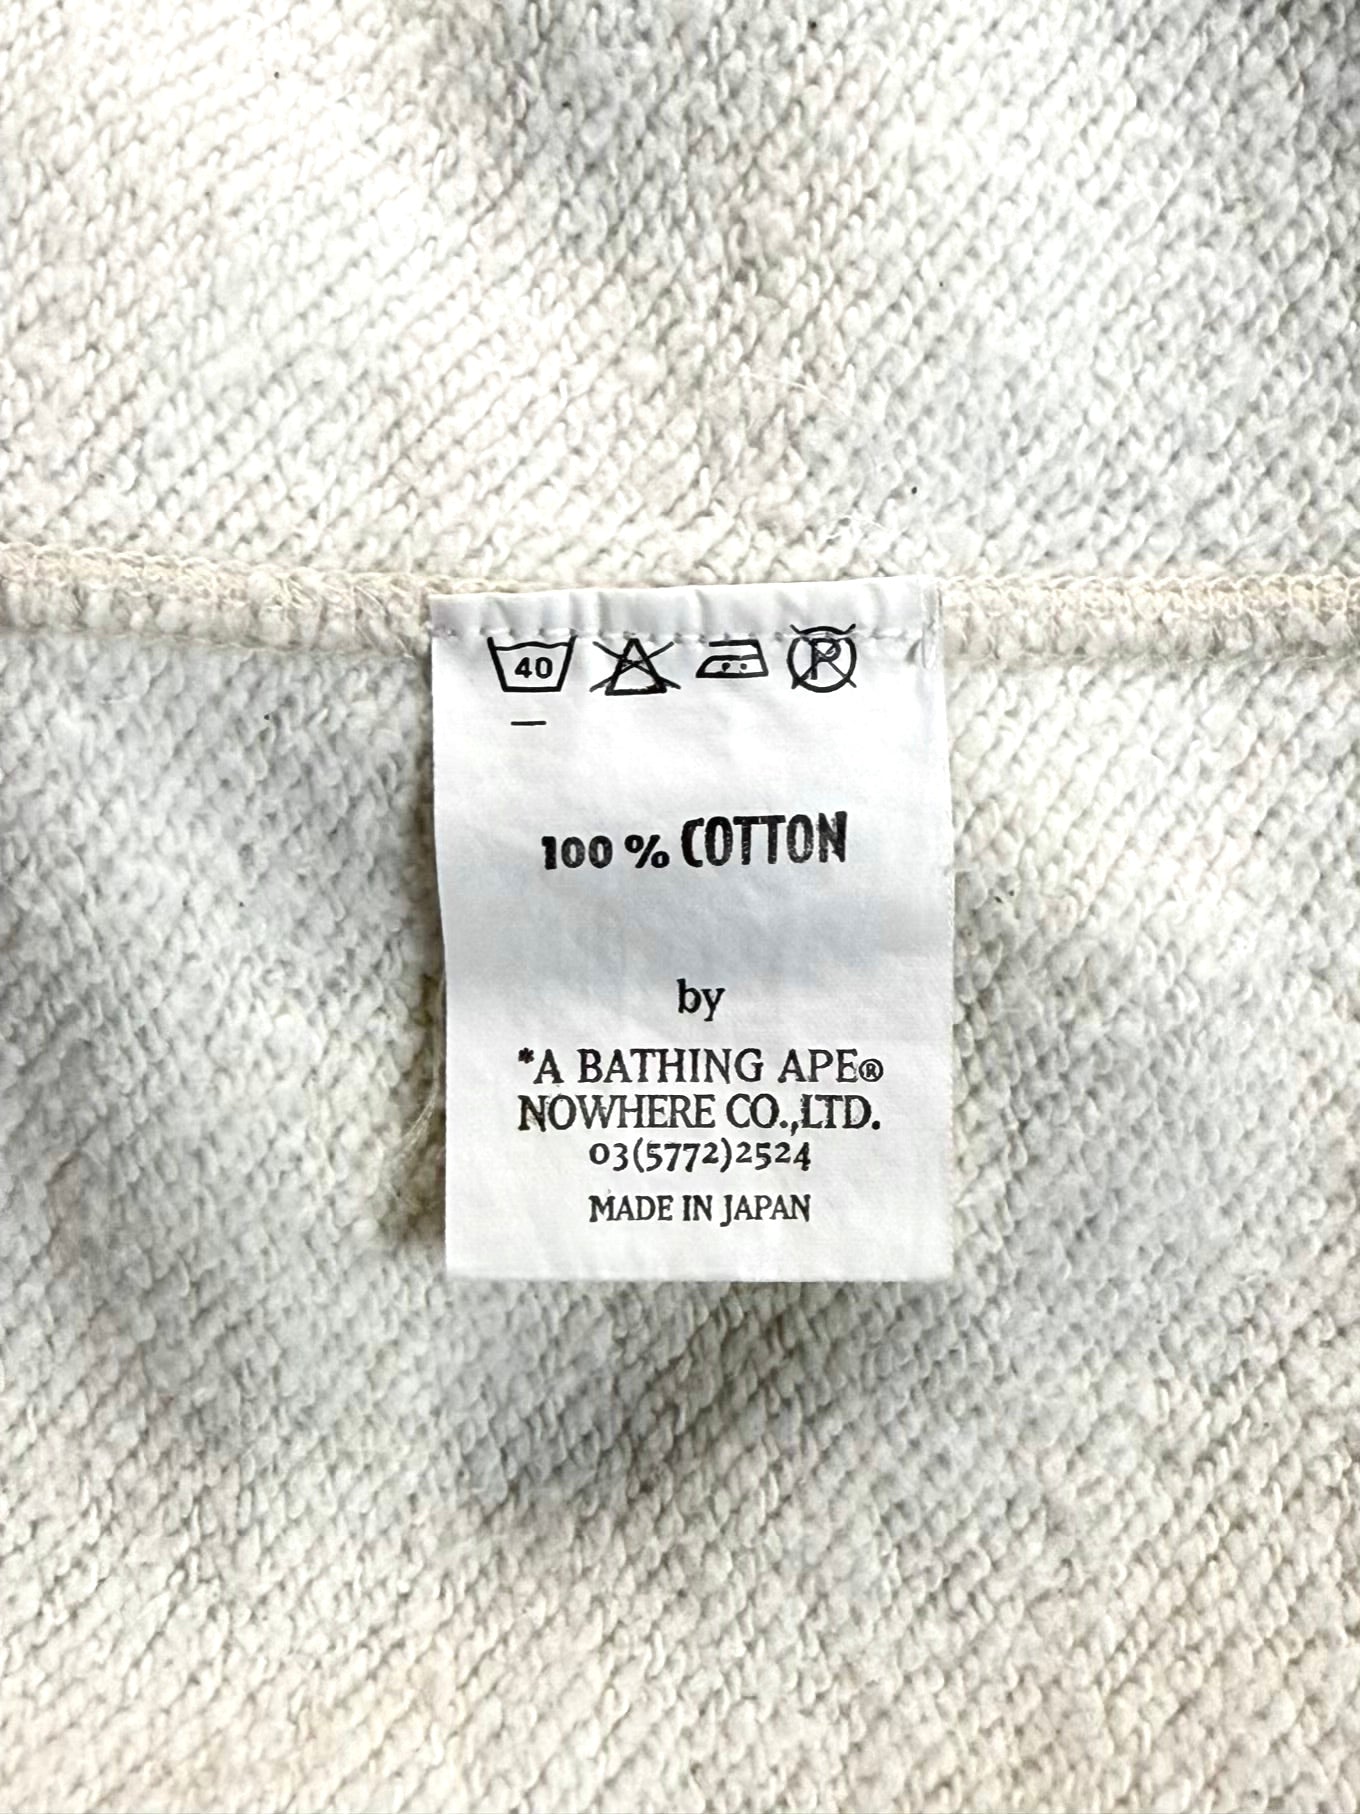 40
P
100 % COTTON
by
*A BATHING APE®
NOWHERE CO.,LTD.
03(5772)2524
MADE IN JAPAN